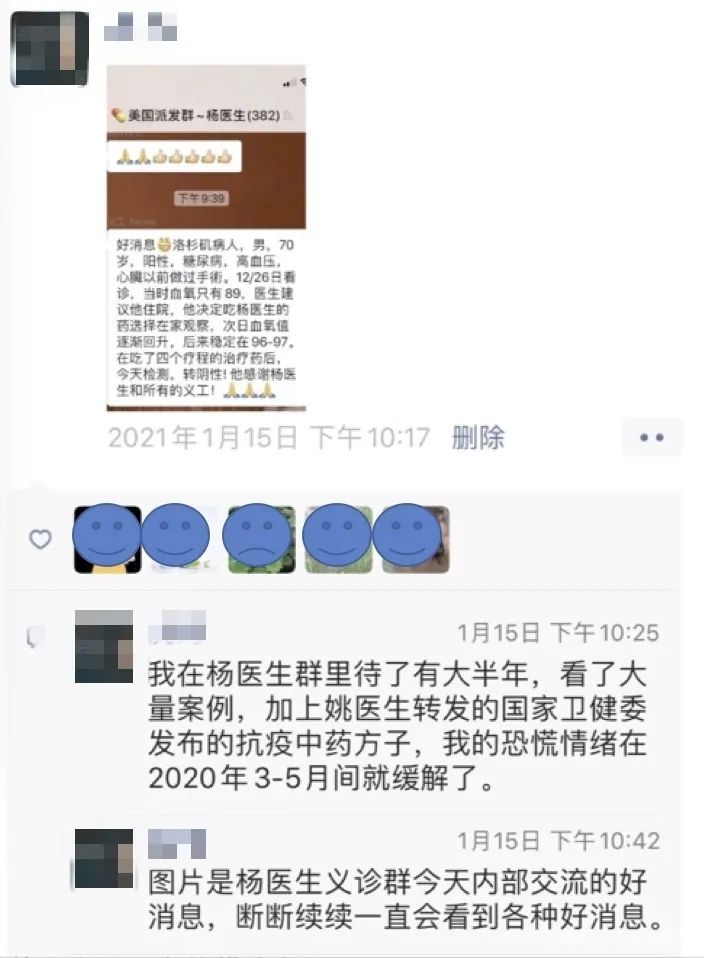 美国派发群~杨医生(382)
下午9:39
好消息洛杉矶病人，男，70
岁，阳性，糖尿病，高血压，
心臟以前做过手術。12/26日看
诊，当时血氧只有89，医生建
议他住院，他决定吃杨医生的
药选择在家观察，次日血氧值
逐渐回升，后来稳定在96-97。
在吃了四个疗程的治疗药后，
今天检测，转阴性！他感谢杨医
生和所有的义工！
2021年1月15日 下午10:17 删除
1月15日 下午10:25
我在杨医生群里待了有大半年，看了大
量案例，加上姚医生转发的国家卫健委
发布的抗疫中药方子，我的恐慌情绪在
2020年3-5月间就缓解了。
1月15日 下午10:42
图片是杨医生义诊群今天内部交流的好
消息，断断续续一直会看到各种好消息。